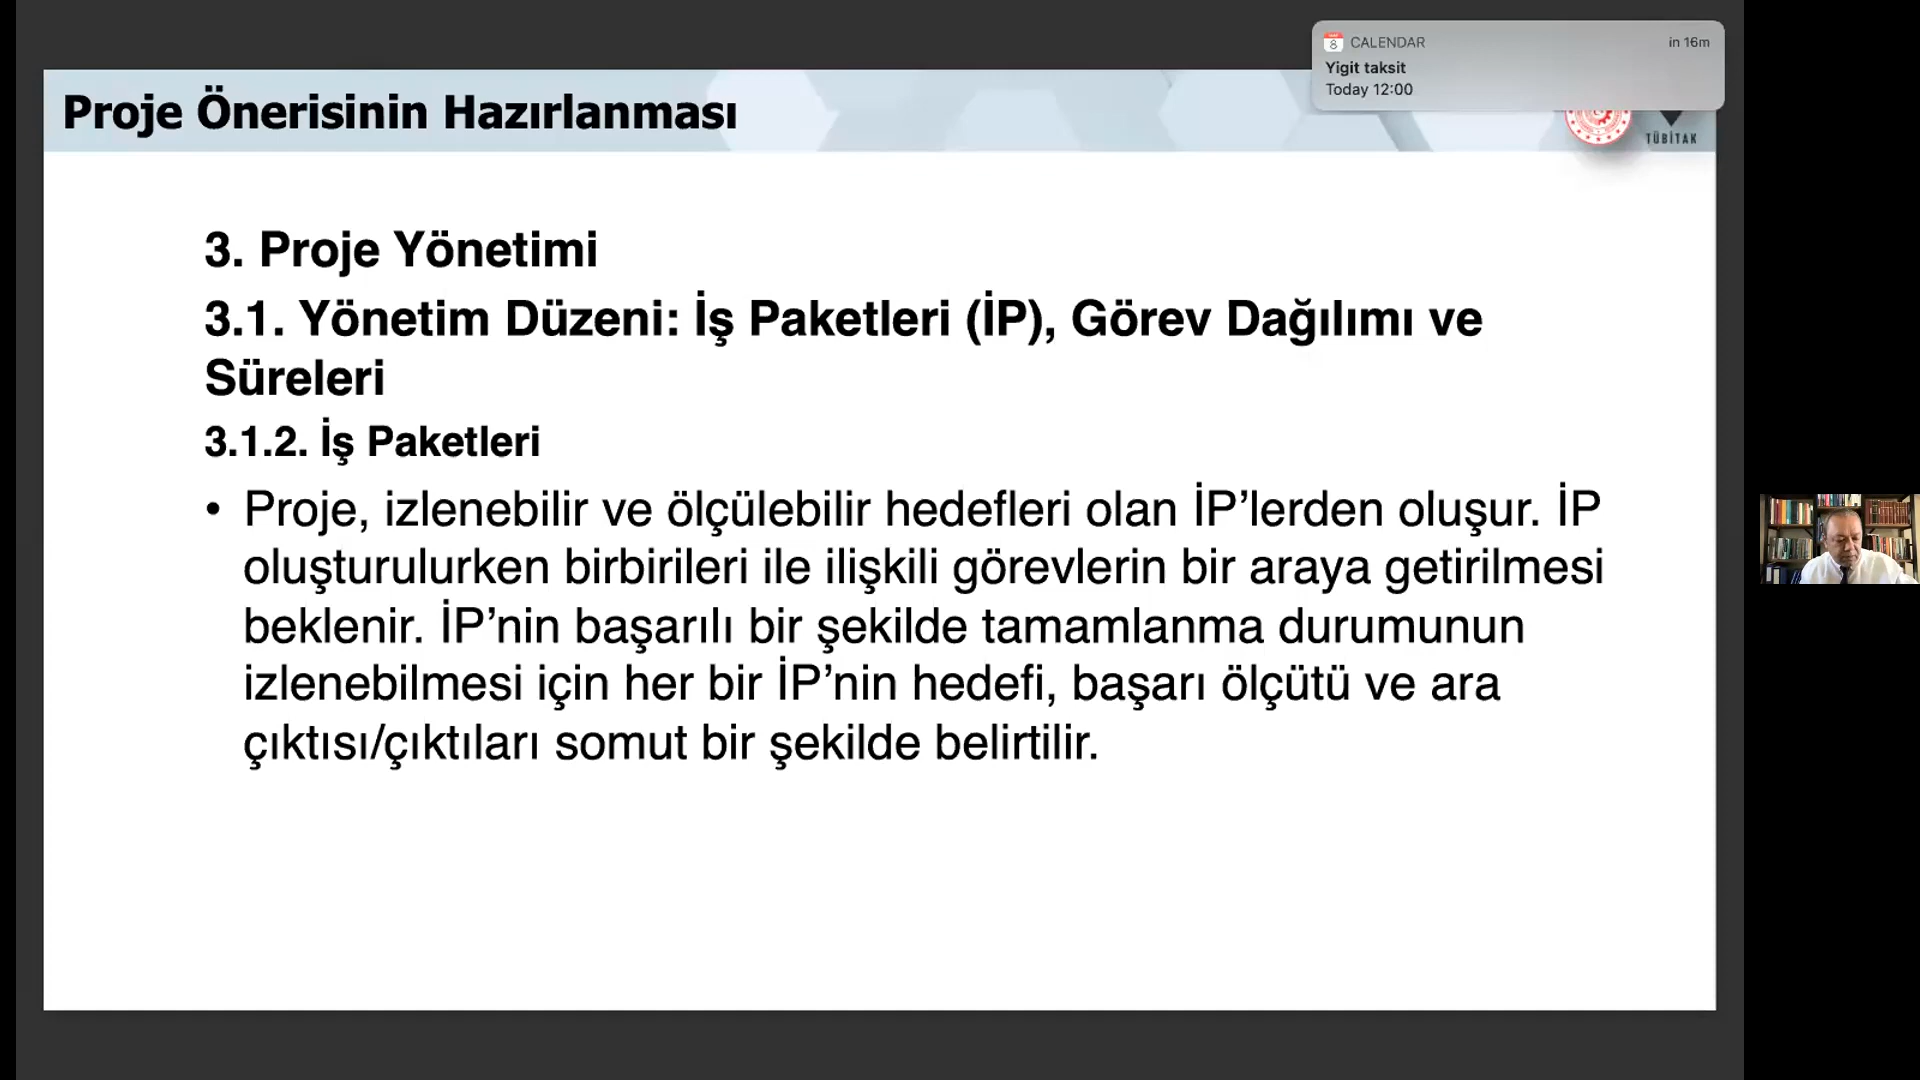 CALENDAR
in 16m
Yigit taksit
Today 12:00
Proje Önerisinin Hazırlanması
TÜBİTAK
3. Proje Yönetimi
3.1. Yönetim Düzeni: İş Paketleri (İP), Görev Dağılımı ve
Süreleri
3.1.2. İş Paketleri
• Proje, izlenebilir ve ölçülebilir hedefleri olan İP’lerden oluşur. İP
oluşturulurken birbirileri ile ilişkili görevlerin bir araya getirilmesi
beklenir. İP’nin başarılı bir şekilde tamamlanma durumunun
izlenebilmesi için her bir İP’nin hedefi, başarı ölçütü ve ara
çıktısı/çıktıları somut bir şekilde belirtilir.